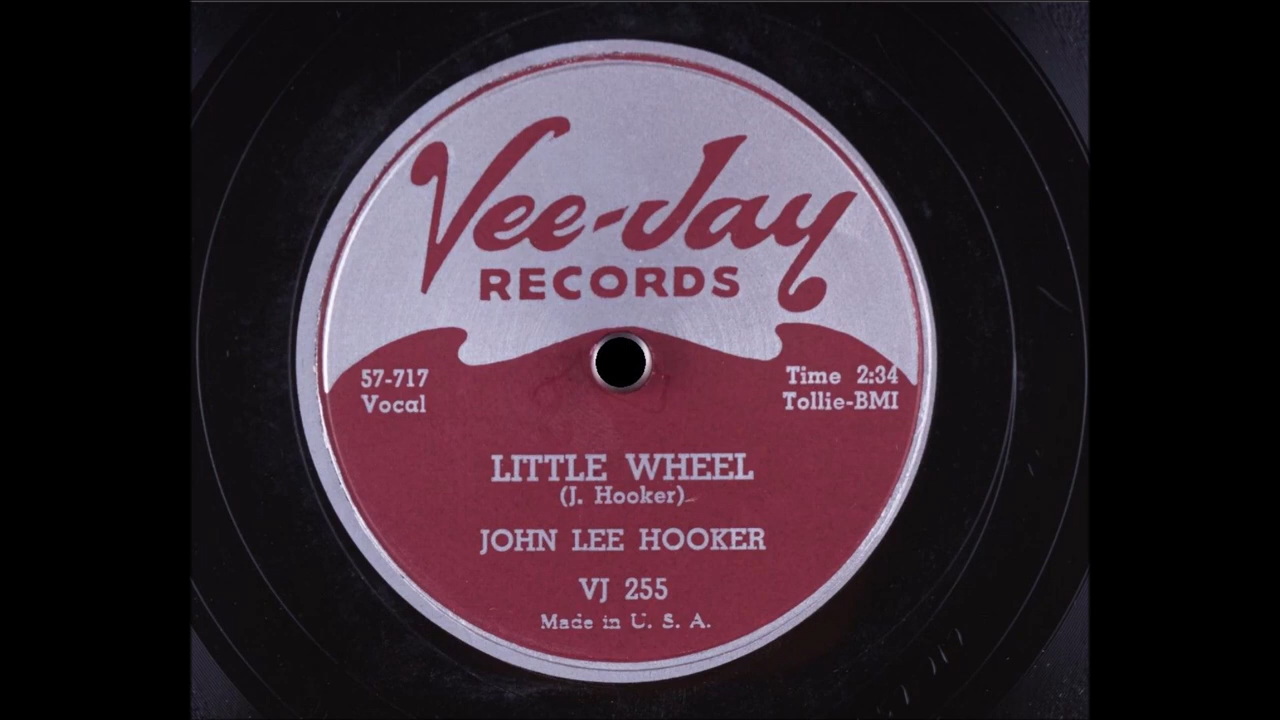 Vee-Jay
RECORDS
57-717
Vocal
Time 2:34
Tollie-BMI
LITTLE WHEEL
(J. Hooker)
JOHN LEE HOOKER
VJ 255
Made in U. S. A.